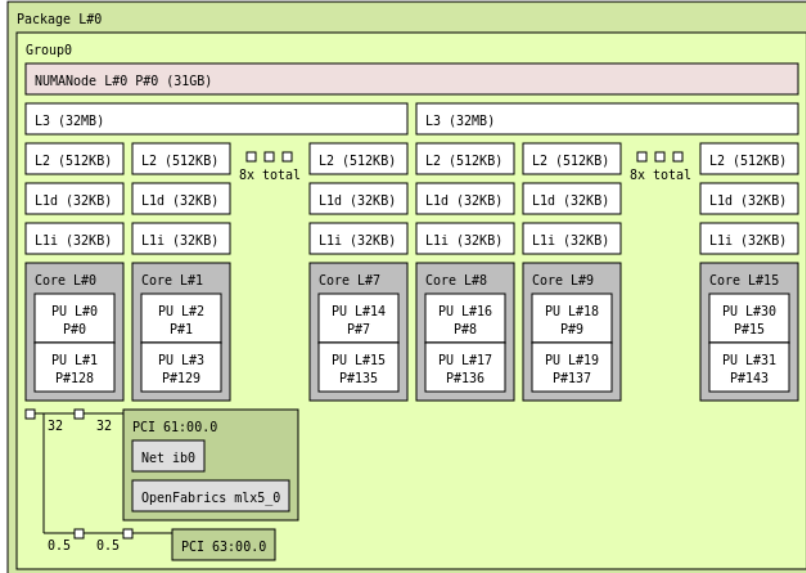 Package L#0
Group0
NUMANode L#0 P#0 (31GB)
L3 (32MB) L3 (32MB)
L2 (512KB) L2 (512KB) L2 (512KB) L2 (512KB) L2 (512KB) L2 (512KB)
8x total 8x total
L1d (32KB) L1d (32KB) L1d (32KB) L1d (32KB) L1d (32KB) L1d (32KB)
L1i (32KB) L1i (32KB) L1i (32KB) L1i (32KB) L1i (32KB) L1i (32KB)
Core L#0 Core L#1 Core L#7 Core L#8 Core L#9 Core L#15
PU L#0 PU L#2 PU L#14 PU L#16 PU L#18 PU L#30
P#0 P#1 P#7 P#8 P#9 P#15
PU L#1 PU L#3 PU L#15 PU L#17 PU L#19 PU L#31
P#128 P#129 P#135 P#136 P#137 P#143
32 32 PCI 61:00.0
Net ib0
OpenFabrics mlx5_0
0.5 0.5 PCI 63:00.0